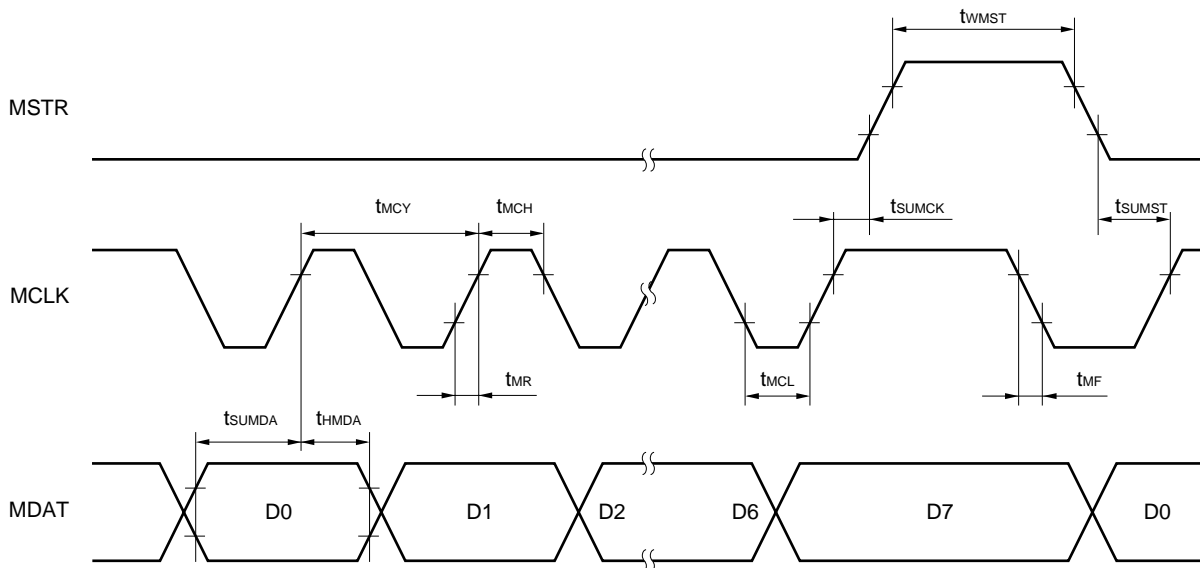 tWMST
MSTR
tMCY
tMCH
tSUMCK
tSUMST
MCLK
tMR
tMCL
tMF
tSUMDA
tHMDA
MDAT
D0
D1
D2
D6
D7
D0